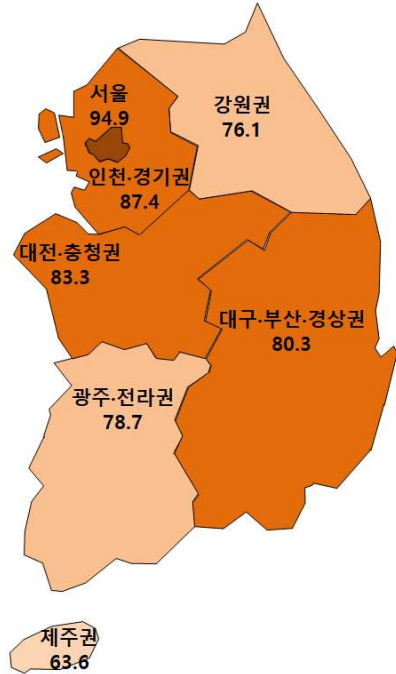 서울
94.9
강원권
76.1
인천·경기권
87.4
대전·충청권
83.3
대구·부산·경상권
80.3
광주·전라권
78.7
제주권
63.6